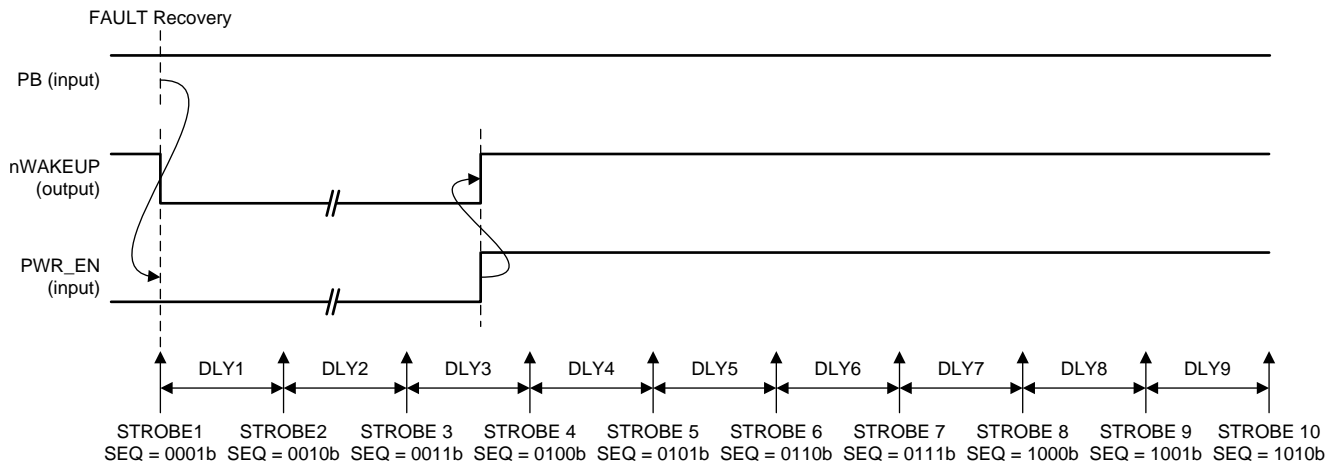 FAULT Recovery
PB (input)
nWAKEUP
(output)
PWR_EN
(input)
DLY1 DLY2 DLY3 DLY4 DLY5 DLY6 DLY7 DLY8 DLY9
STROBE1 STROBE2 STROBE 3 STROBE 4 STROBE 5 STROBE 6 STROBE 7 STROBE 8 STROBE 9 STROBE 10
SEQ = 0001b SEQ = 0010b SEQ = 0011b SEQ = 0100b SEQ = 0101b SEQ = 0110b SEQ = 0111b SEQ = 1000b SEQ = 1001b SEQ = 1010b